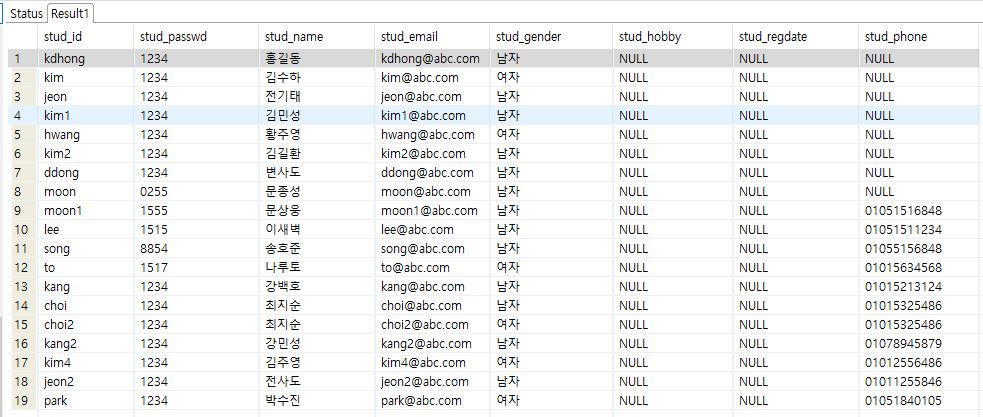 Status Result1
stud_id stud_passwd stud_name stud_email stud_gender stud_hobby stud_regdate stud_phone
1 kdhong 1234 홍길동 kdhong@abc.com 남자 NULL NULL NULL
2 kim 1234 김수하 kim@abc.com 여자 NULL NULL NULL
3 jeon 1234 전기태 jeon@abc.com 남자 NULL NULL NULL
4 kim1 1234 김민성 kim1@abc.com 남자 NULL NULL NULL
5 hwang 1234 황주영 hwang@abc.com 여자 NULL NULL NULL
6 kim2 1234 김길환 kim2@abc.com 남자 NULL NULL NULL
7 ddong 1234 변사도 ddong@abc.com 남자 NULL NULL NULL
8 moon 0255 문종성 moon@abc.com 남자 NULL NULL NULL
9 moon1 1555 문상웅 moon1@abc.com 남자 NULL NULL 01051516848
10 lee 1515 이새벽 lee@abc.com 남자 NULL NULL 01051511234
11 song 8854 송호준 song@abc.com 남자 NULL NULL 01055156848
12 to 1517 나루토 to@abc.com 여자 NULL NULL 01015634568
13 kang 1234 강백호 kang@abc.com 남자 NULL NULL 01015213124
14 choi 1234 최지순 choi@abc.com 남자 NULL NULL 01015325486
15 choi2 1234 최지순 choi2@abc.com 여자 NULL NULL 01015325486
16 kang2 1234 강민성 kang2@abc.com 남자 NULL NULL 01078945879
17 kim4 1234 김주영 kim4@abc.com 여자 NULL NULL 01012556486
18 jeon2 1234 전사도 jeon2@abc.com 남자 NULL NULL 01011255846
19 park 1234 박수진 park@abc.com 여자 NULL NULL 01051840105